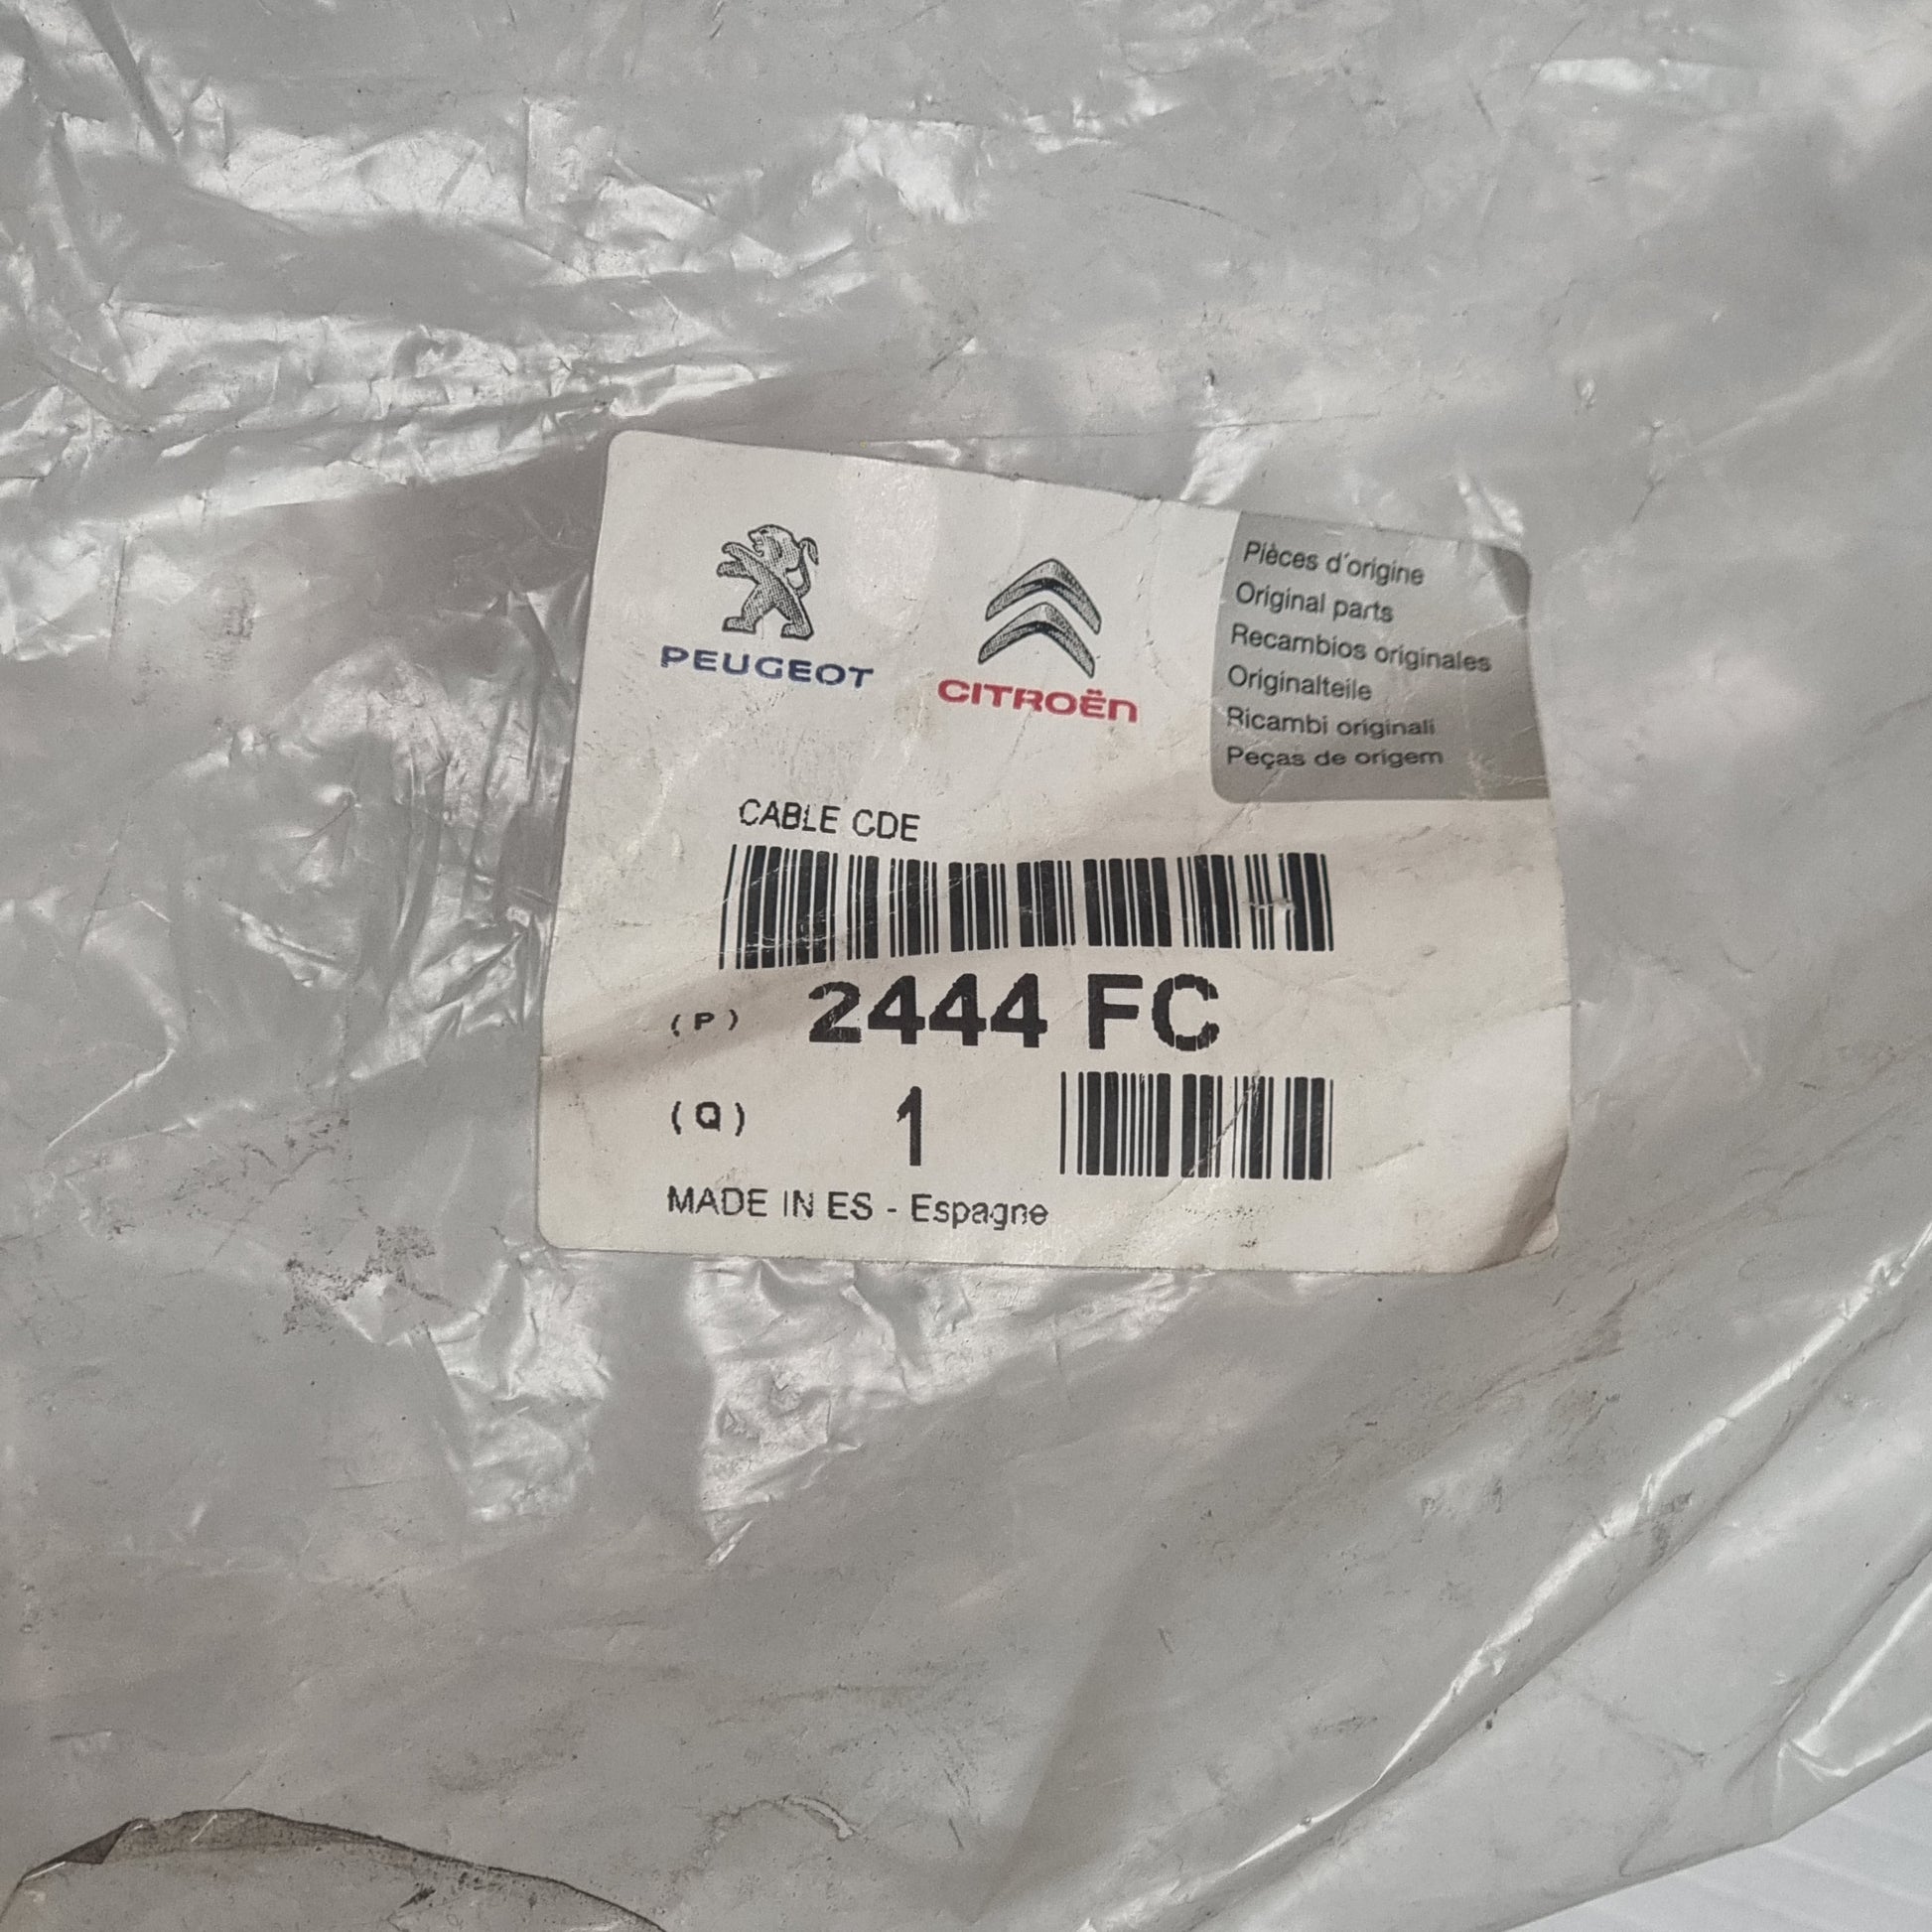 PEUGEOT
CITROËN
Pièces d'origine
Original parts
Recambios originales
Originalteile
Ricambi originali
Peças de origem
CABLE CDE
(P) 2444 FC
(Q) 1
MADE IN ES - Espagne